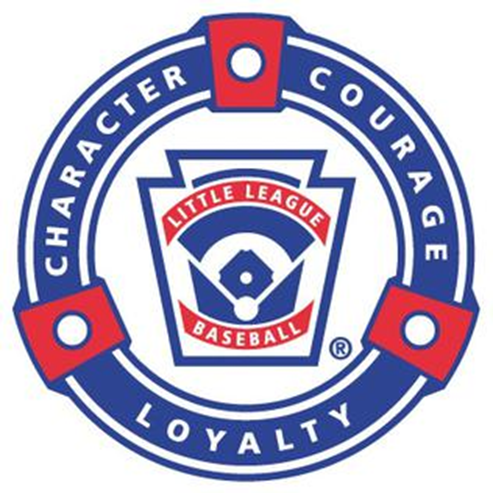 CHARACTER
COURAGE
LITTLE LEAGUE
BASEBALL
®
LOYALTY